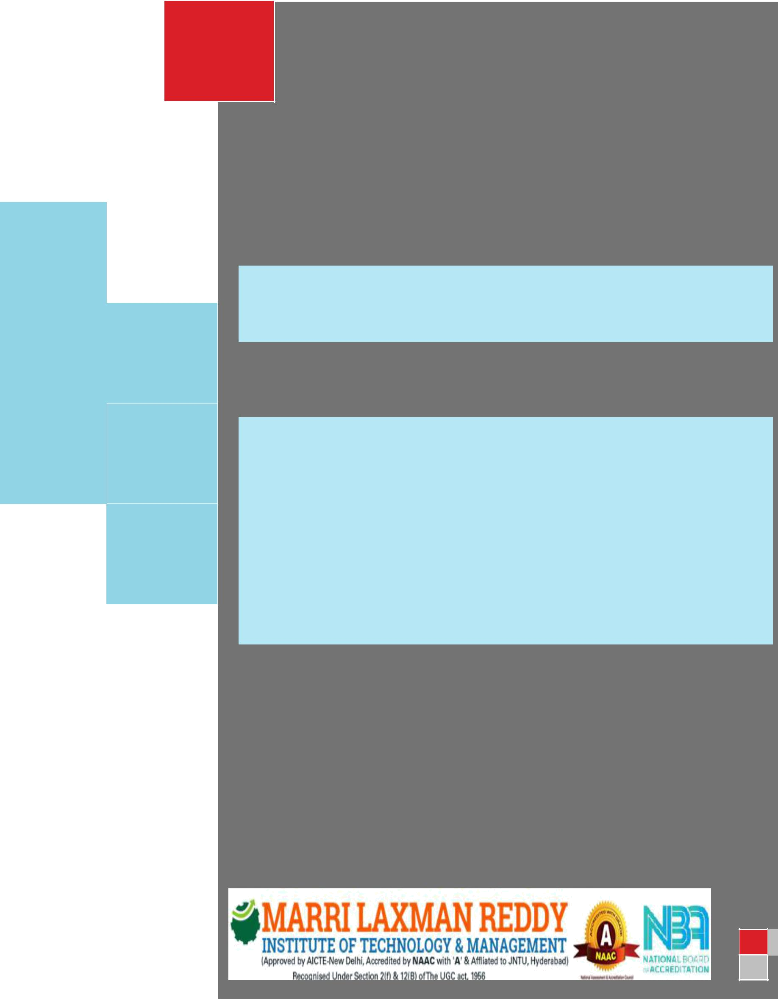 MARRI LAXMAN REDDY
INSTITUTE OF TECHNOLOGY & MANAGEMENT
(Approved by AICTE-New Delhi, Accredited by NAAC with 'A' & Affliated to JNTU, Hyderabad)
Recognised Under Section 2(f) & 12(B) of The UGC act, 1956
ACCREDITED WITH GRADE
A
NAAC
National Assessment & Accreditation Council
NBA
NATIONAL BOARD
OF ACCREDITATION